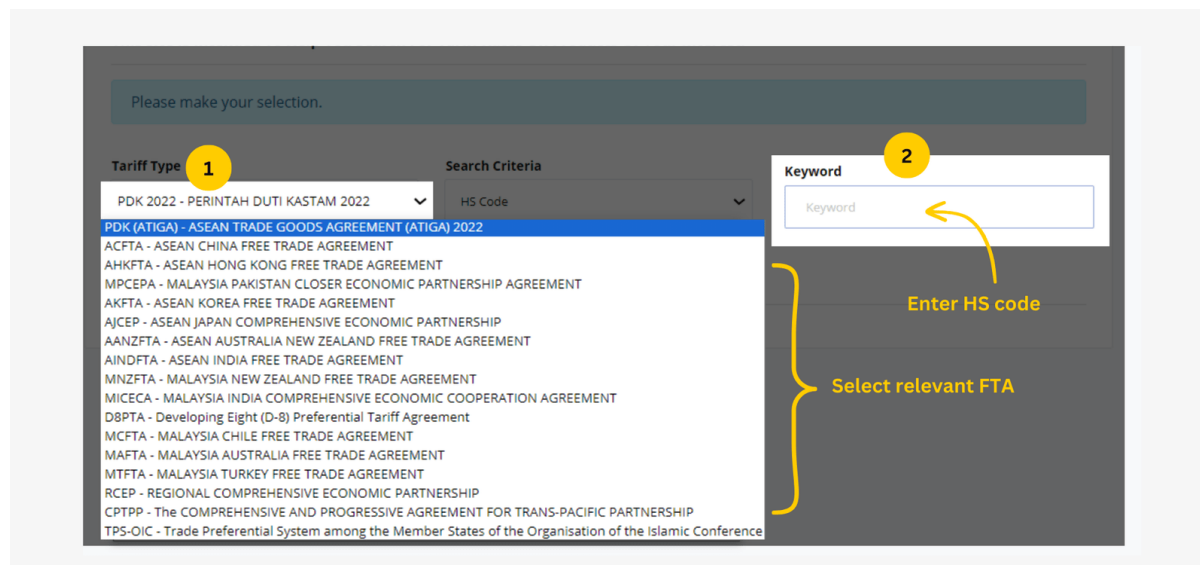 Please make your selection.
Tariff Type
1
Search Criteria
2
Keyword
PDK 2022 - PERINTAH DUTI KASTAM 2022
HS Code
Keyword
PDK (ATIGA) - ASEAN TRADE GOODS AGREEMENT (ATIGA) 2022
ACFTA - ASEAN CHINA FREE TRADE AGREEMENT
AHKFTA - ASEAN HONG KONG FREE TRADE AGREEMENT
MPCEPA - MALAYSIA PAKISTAN CLOSER ECONOMIC PARTNERSHIP AGREEMENT
AKFTA - ASEAN KOREA FREE TRADE AGREEMENT
AJCEP - ASEAN JAPAN COMPREHENSIVE ECONOMIC PARTNERSHIP
AANZFTA - ASEAN AUSTRALIA NEW ZEALAND FREE TRADE AGREEMENT
AINDFTA - ASEAN INDIA FREE TRADE AGREEMENT
MNZFTA - MALAYSIA NEW ZEALAND FREE TRADE AGREEMENT
MICECA - MALAYSIA INDIA COMPREHENSIVE ECONOMIC COOPERATION AGREEMENT
D8PTA - Developing Eight (D-8) Preferential Tariff Agreement
MCFTA - MALAYSIA CHILE FREE TRADE AGREEMENT
MAFTA - MALAYSIA AUSTRALIA FREE TRADE AGREEMENT
MTFTA - MALAYSIA TURKEY FREE TRADE AGREEMENT
RCEP - REGIONAL COMPREHENSIVE ECONOMIC PARTNERSHIP
CPTPP - The COMPREHENSIVE AND PROGRESSIVE AGREEMENT FOR TRANS-PACIFIC PARTNERSHIP
TPS-OIC - Trade Preferential System among the Member States of the Organisation of the Islamic Conference
Enter HS code
Select relevant FTA